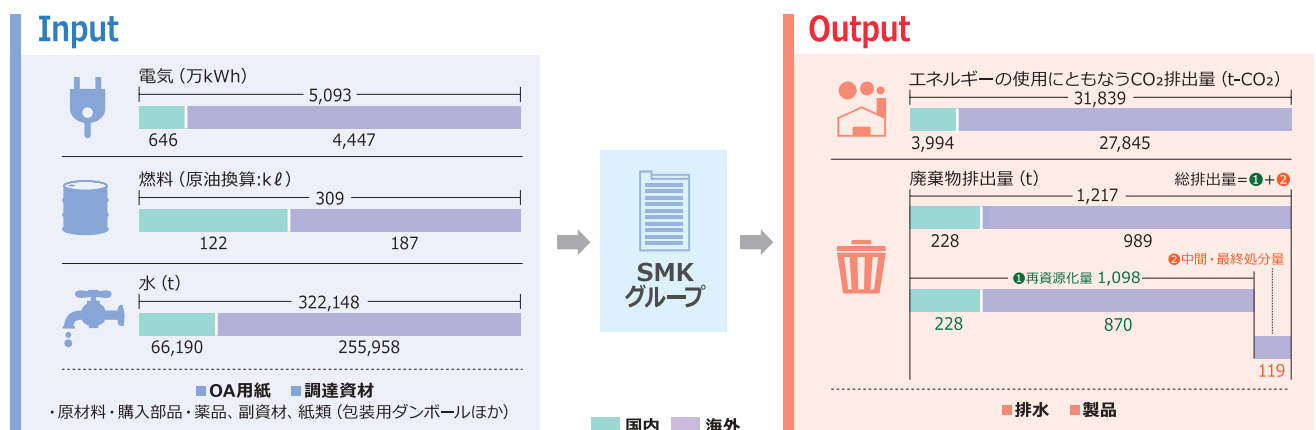 Input
電気（万kWh）
5,093
646
4,447
燃料（原油換算:kℓ）
309
122
187
水（t）
322,148
66,190
255,958
■OA用紙 ■調達資材
・原材料・購入部品・薬品、副資材、紙類（包装用ダンボールほか）
SMK
グループ
国内 海外
Output
エネルギーの使用にともなうCO₂排出量（t-CO₂）
31,839
3,994
27,845
廃棄物排出量（t） 総排出量=❶+❷
1,217
228
989
❷中間・最終処分量
❶再資源化量 1,098
228
870
119
■排水 ■製品